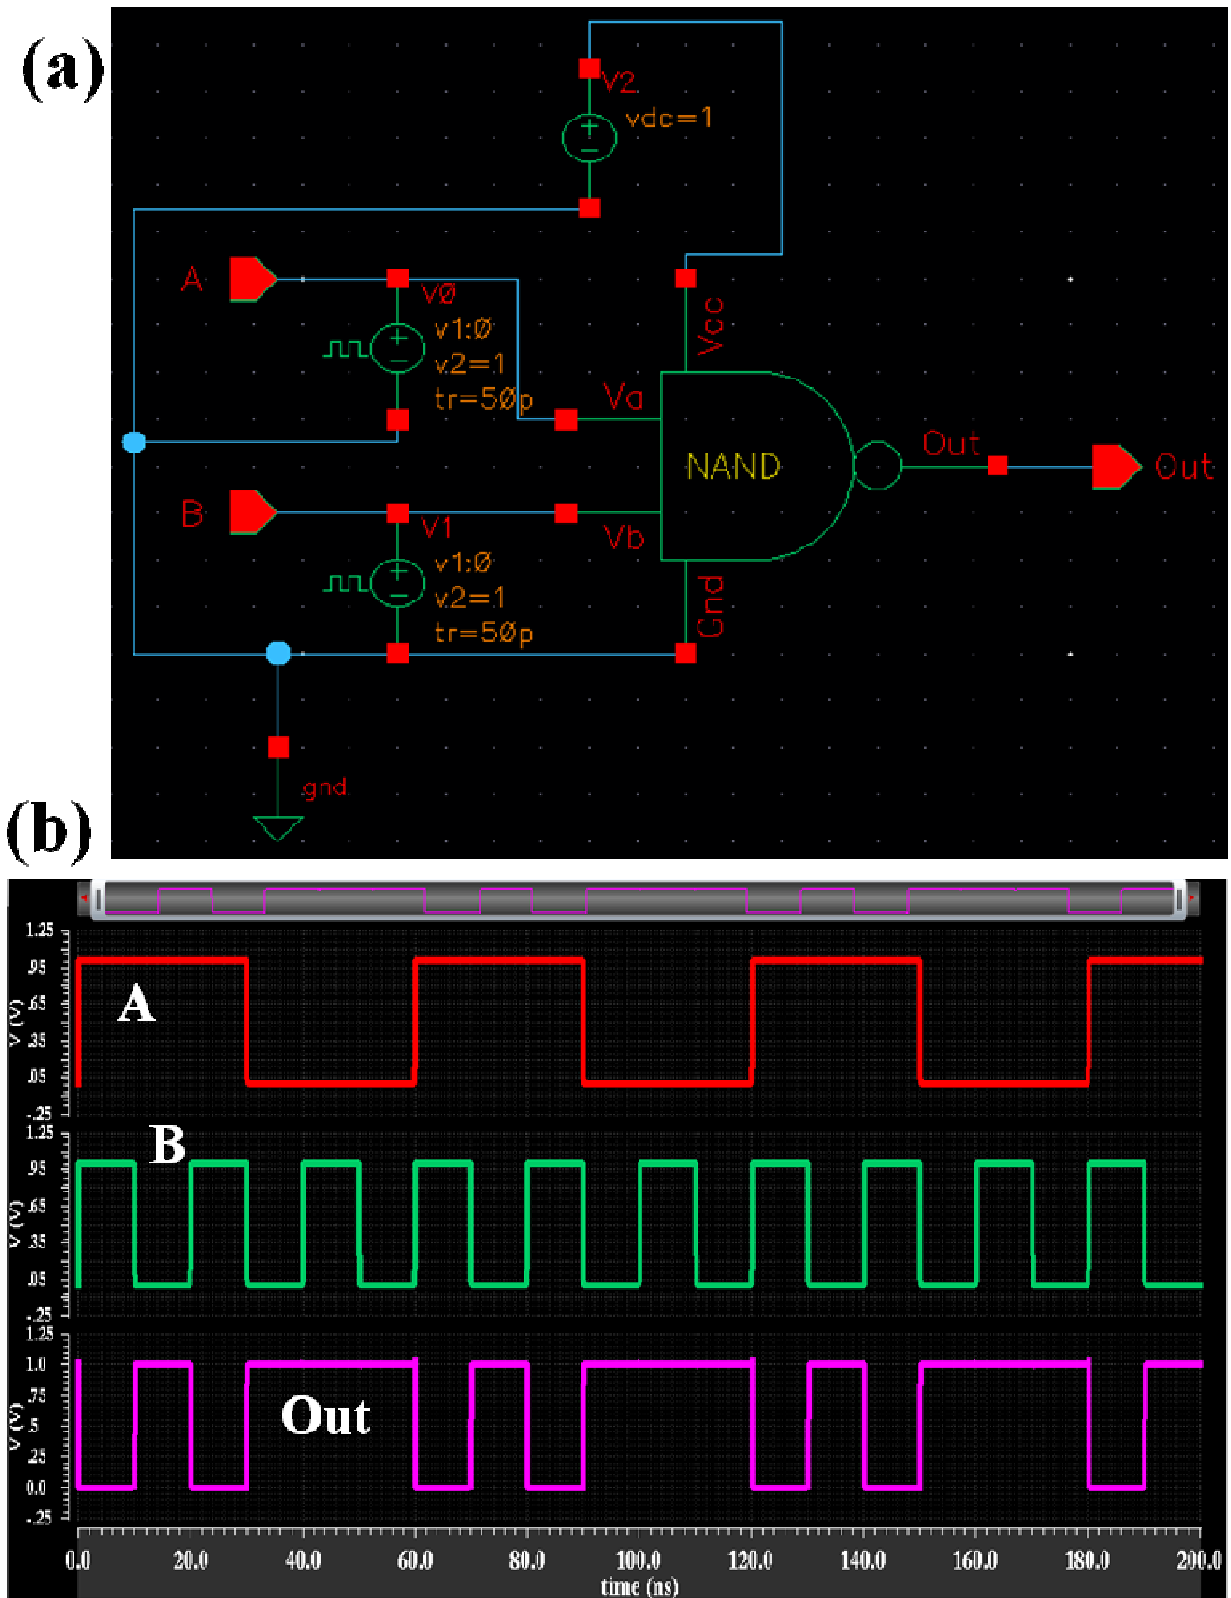 (a)
V2
vdc=1
A
V0
v1:0
v2=1
tr=50p
Vcc
Va
NAND
Out
Out
B
V1
Vb
v1:0
v2=1
tr=50p
Gnd
gnd
(b)
1.25
.95
.65
.35
.05
-.25
V (V)
A
1.25
.95
.65
.35
.05
-.25
V (V)
B
1.25
1.0
.75
.5
.25
0.0
-.25
V (V)
Out
0.0 20.0 40.0 60.0 80.0 100.0 120.0 140.0 160.0 180.0 200.0
time (ns)